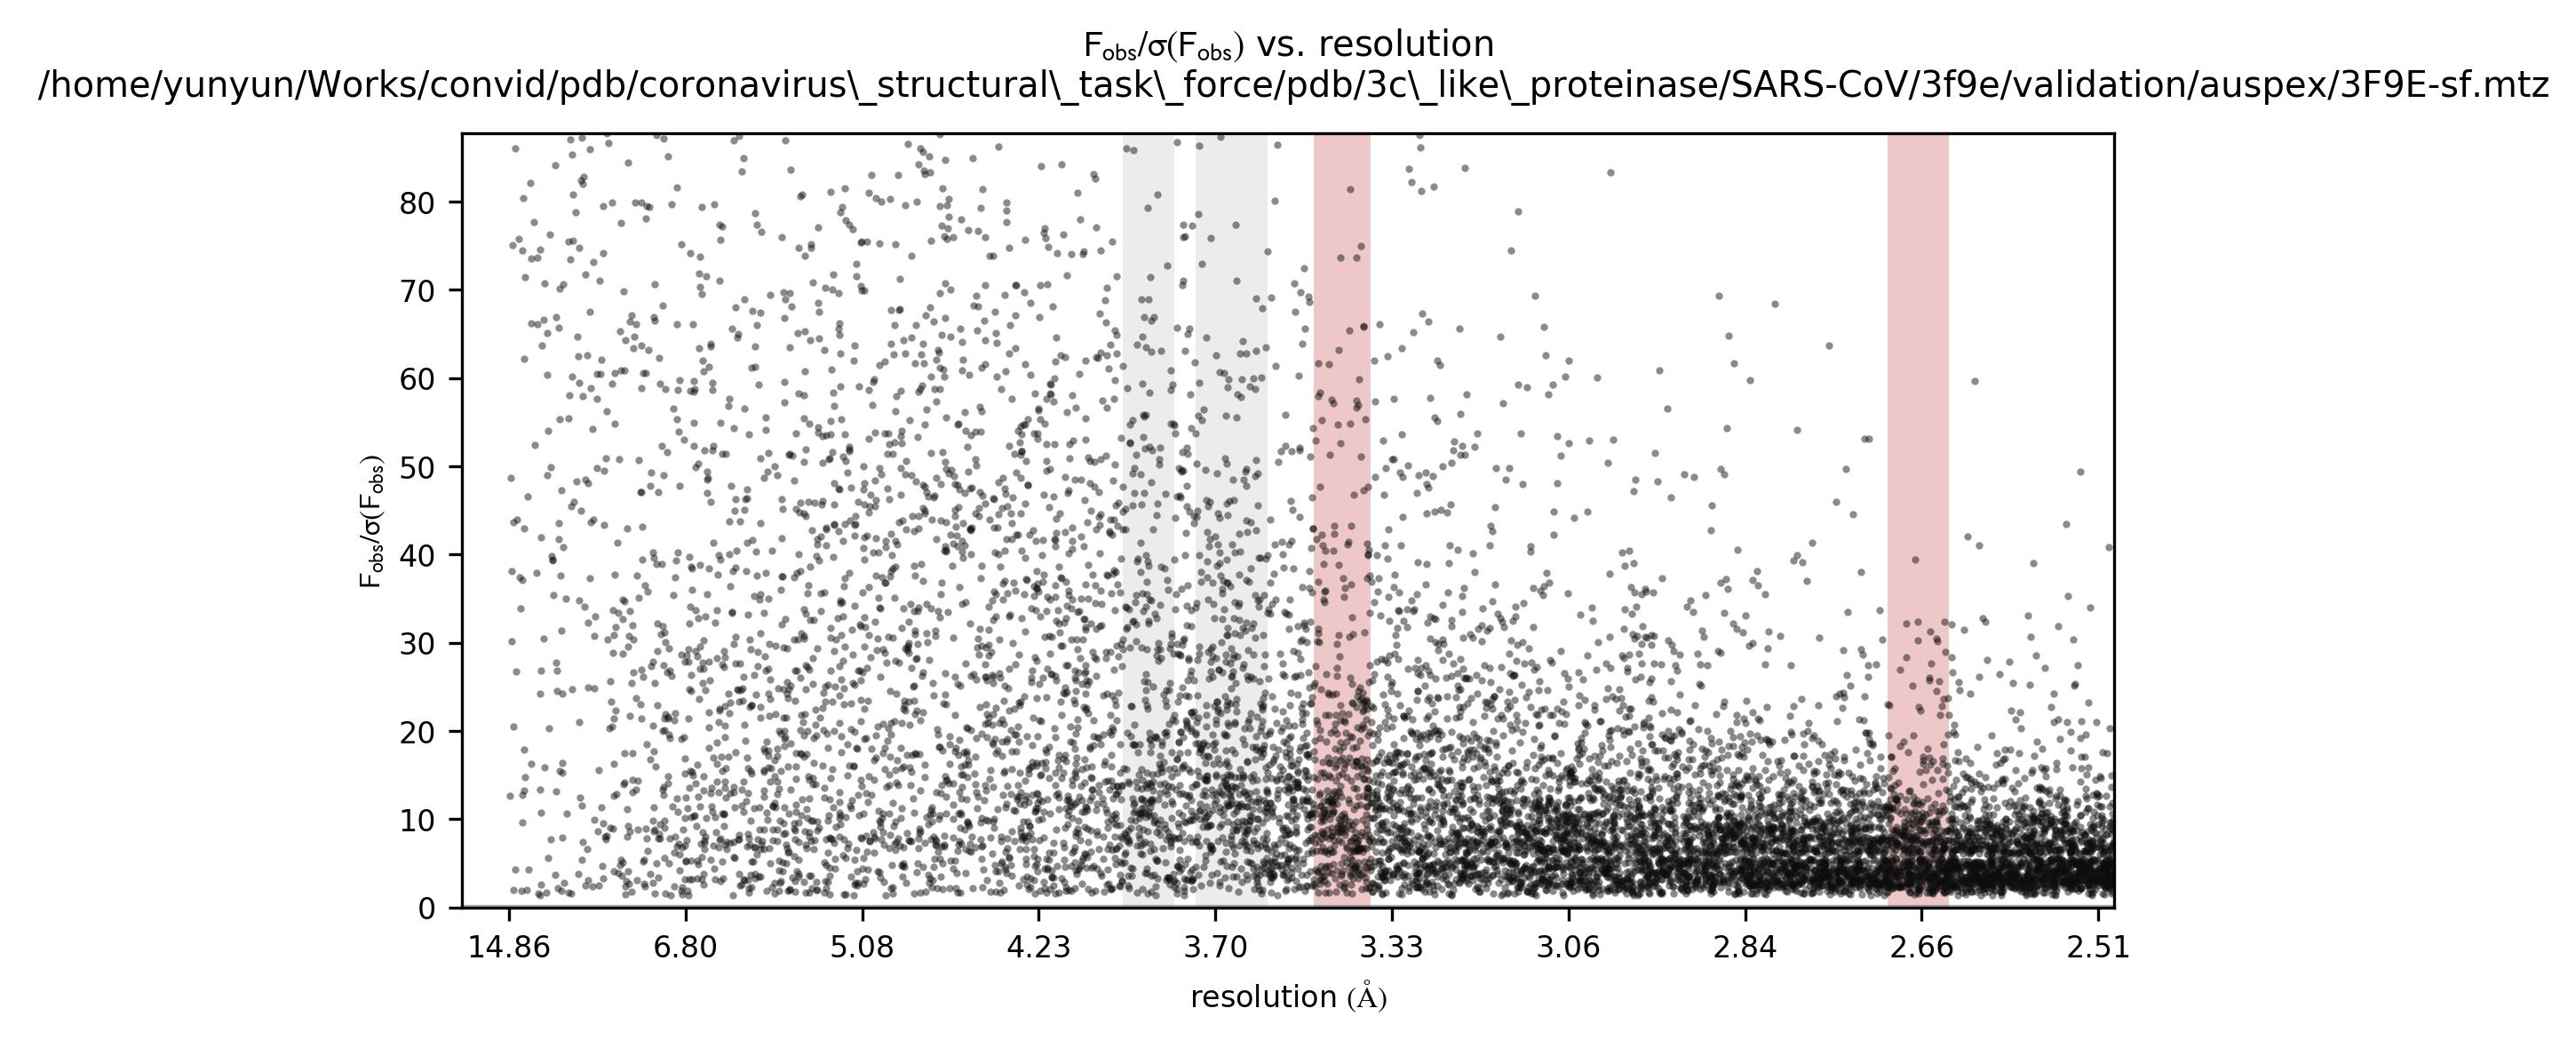 Fobs/σ(Fobs) vs. resolution
/home/yunyun/Works/convid/pdb/coronavirus\_structural\_task\_force/pdb/3c\_like\_proteinase/SARS-CoV/3f9e/validation/auspex/3F9E-sf.mtz
Fobs/σ(Fobs)
80
70
60
50
40
30
20
10
0
14.86 6.80 5.08 4.23 3.70 3.33 3.06 2.84 2.66 2.51
resolution (Å)